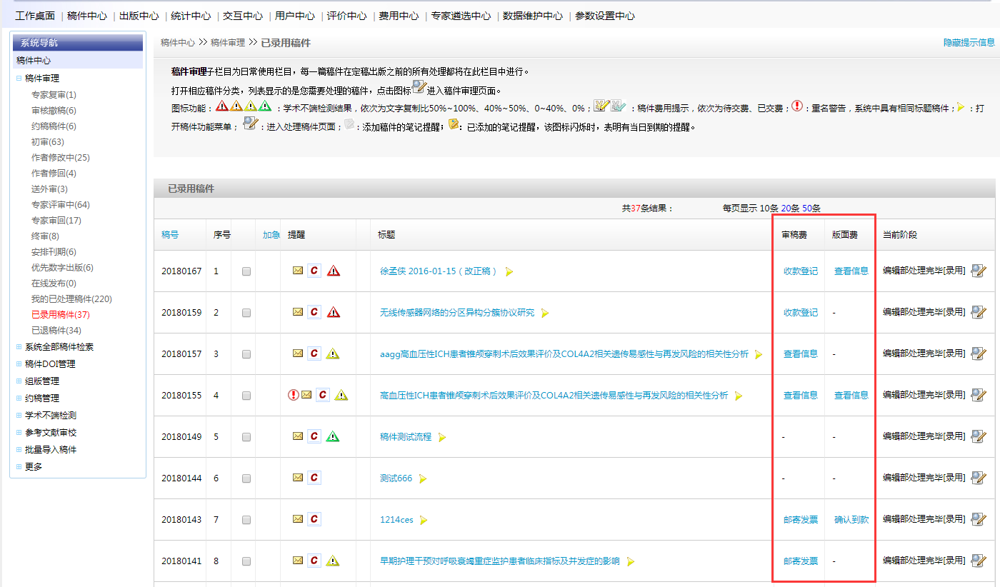 工作桌面 | 稿件中心 | 出版中心 | 统计中心 | 交互中心 | 用户中心 | 评价中心 | 费用中心 | 专家遴选中心 | 数据维护中心 | 参数设置中心
系统导航
稿件中心
稿件审理
专家复审(1)
审核撤稿(6)
约稿稿件(6)
初审(63)
作者修改中(25)
作者修回(4)
送外审(3)
专家评审中(64)
专家审回(17)
终审(8)
安排刊期(6)
优先数字出版(6)
在线发布(0)
我的已处理稿件(220)
已录用稿件(37)
已退稿件(34)
系统全部稿件检索
稿件DOI管理
组版管理
约稿管理
学术不端检测
参考文献审校
批量导入稿件
更多
稿件中心 >> 稿件审理 >> 已录用稿件
隐藏提示信息
稿件审理子栏目为日常使用栏目，每一篇稿件在定稿出版之前的所有处理都将在此栏目中进行。
打开相应稿件分类，列表显示的是您需要处理的稿件，点击图标进入稿件审理页面。
图标功能：：学术不端检测结果，依次为文字复制比50%~100%、40%~50%、0~40%、0%；：稿件费用提示，依次为待交费、已交费；：重名警告，系统中具有相同标题稿件；：打
开稿件功能菜单；：进入处理稿件页面；：添加稿件的笔记提醒；：已添加的笔记提醒，该图标闪烁时，表明有当日到期的提醒。
已录用稿件
共37条结果： 每页显示 10条 20条 50条
稿号 序号 加急 提醒 标题 审稿费 版面费 当前阶段
20180167 1 C 徐孟侠 2016-01-15（改正稿） 收款登记 查看信息 编辑部处理完毕[录用]
20180159 2 C 无线传感器网络的分区异构分簇协议研究 收款登记 - 编辑部处理完毕[录用]
20180157 3 C aagg高血压性ICH患者锥颅穿刺术后效果评价及COL4A2相关遗传易感性与再发风险的相关性分析 查看信息 - 编辑部处理完毕[录用]
20180155 4 C 高血压性ICH患者锥颅穿刺术后效果评价及COL4A2相关遗传易感性与再发风险的相关性分析 查看信息 查看信息 编辑部处理完毕[录用]
20180149 5 C 稿件测试流程 - - 编辑部处理完毕[录用]
20180144 6 C 测试666 - - 编辑部处理完毕[录用]
20180143 7 C 1214ces 邮寄发票 确认到款 编辑部处理完毕[录用]
20180141 8 C 早期护理干预对呼吸衰竭重症监护患者临床指标及并发症的影响 邮寄发票 - 编辑部处理完毕[录用]